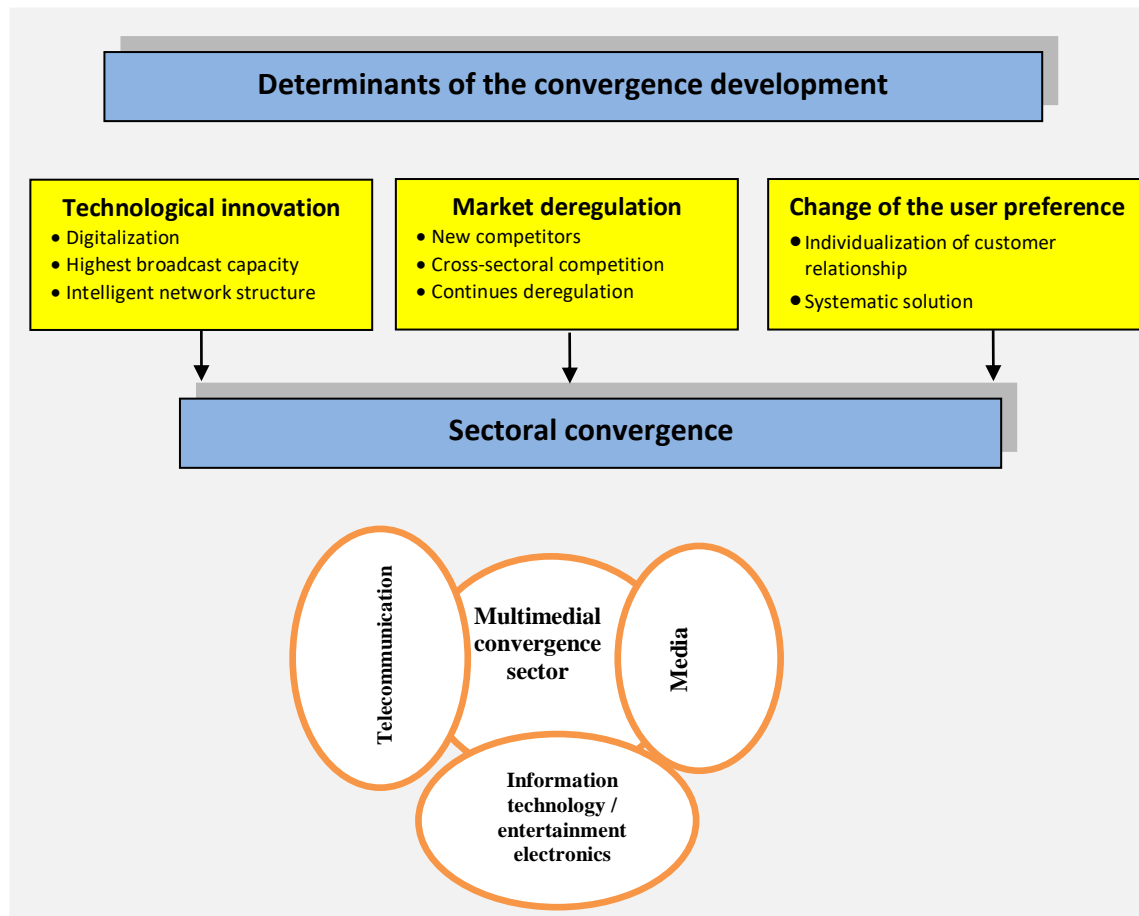 Determinants of the convergence development
Technological innovation
• Digitalization
• Highest broadcast capacity
• Intelligent network structure
Market deregulation
• New competitors
• Cross-sectoral competition
• Continues deregulation
Change of the user preference
• Individualization of customer
relationship
• Systematic solution
Sectoral convergence
Telecommunication
Multimedial
convergence
sector
Media
Information
technology /
entertainment
electronics